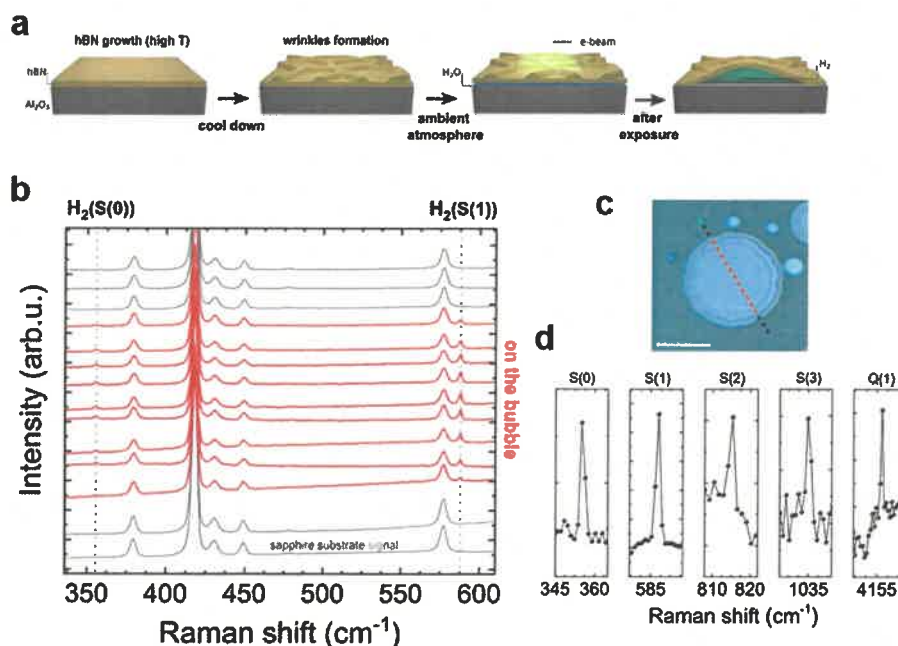 a
hBN growth (high T)
wrinkles formation
e-beam
hBN
H₂O
H₂
Al₂O₃
cool down
ambient
atmosphere
after
exposure
b
H₂(S(0))
H₂(S(1))
Intensity (arb.u.)
on the bubble
sapphire substrate signal
350 400 450 500 550 600
Raman shift (cm⁻¹)
c
d
S(0) S(1) S(2) S(3) Q(1)
345 360 585 810 820 1035 4155
Raman shift (cm⁻¹)